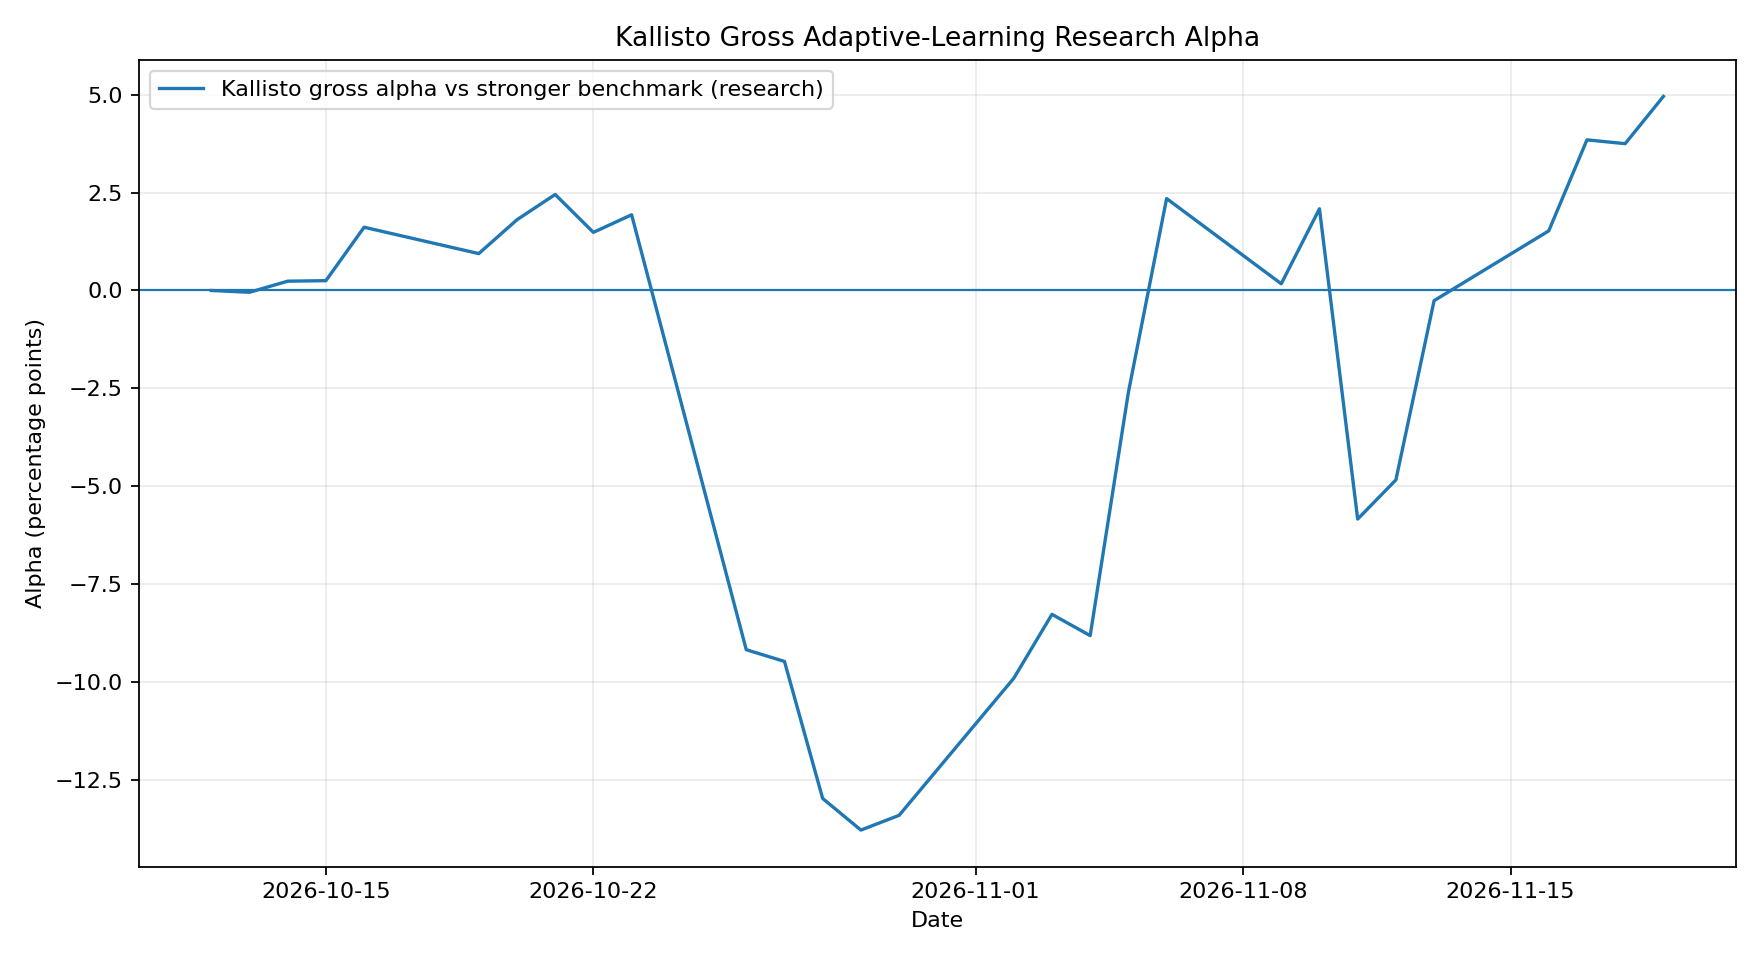 Kallisto Gross Adaptive-Learning Research Alpha
Kallisto gross alpha vs stronger benchmark (research)
5.0
2.5
0.0
−2.5
−5.0
−7.5
−10.0
−12.5
Alpha (percentage points)
2026-10-15 2026-10-22 2026-11-01 2026-11-08 2026-11-15
Date